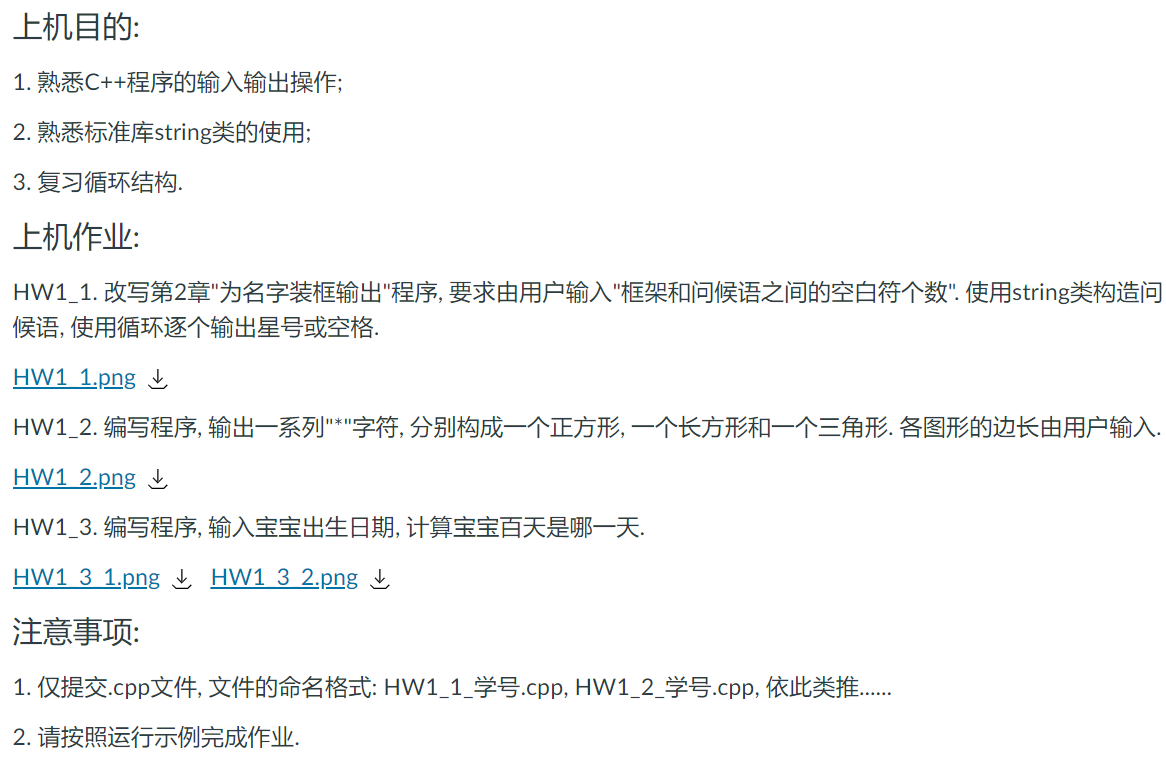 上机目的:
1. 熟悉C++程序的输入输出操作;
2. 熟悉标准库string类的使用;
3. 复习循环结构.
上机作业:
HW1_1. 改写第2章"为名字装框输出"程序, 要求由用户输入"框架和问候语之间的空白符个数". 使用string类构造问
候语, 使用循环逐个输出星号或空格.
HW1_1.png
HW1_2. 编写程序, 输出一系列"*"字符, 分别构成一个正方形, 一个长方形和一个三角形. 各图形的边长由用户输入.
HW1_2.png
HW1_3. 编写程序, 输入宝宝出生日期, 计算宝宝百天是哪一天.
HW1_3_1.png HW1_3_2.png
注意事项:
1. 仅提交.cpp文件, 文件的命名格式: HW1_1_学号.cpp, HW1_2_学号.cpp, 依此类推......
2. 请按照运行示例完成作业.